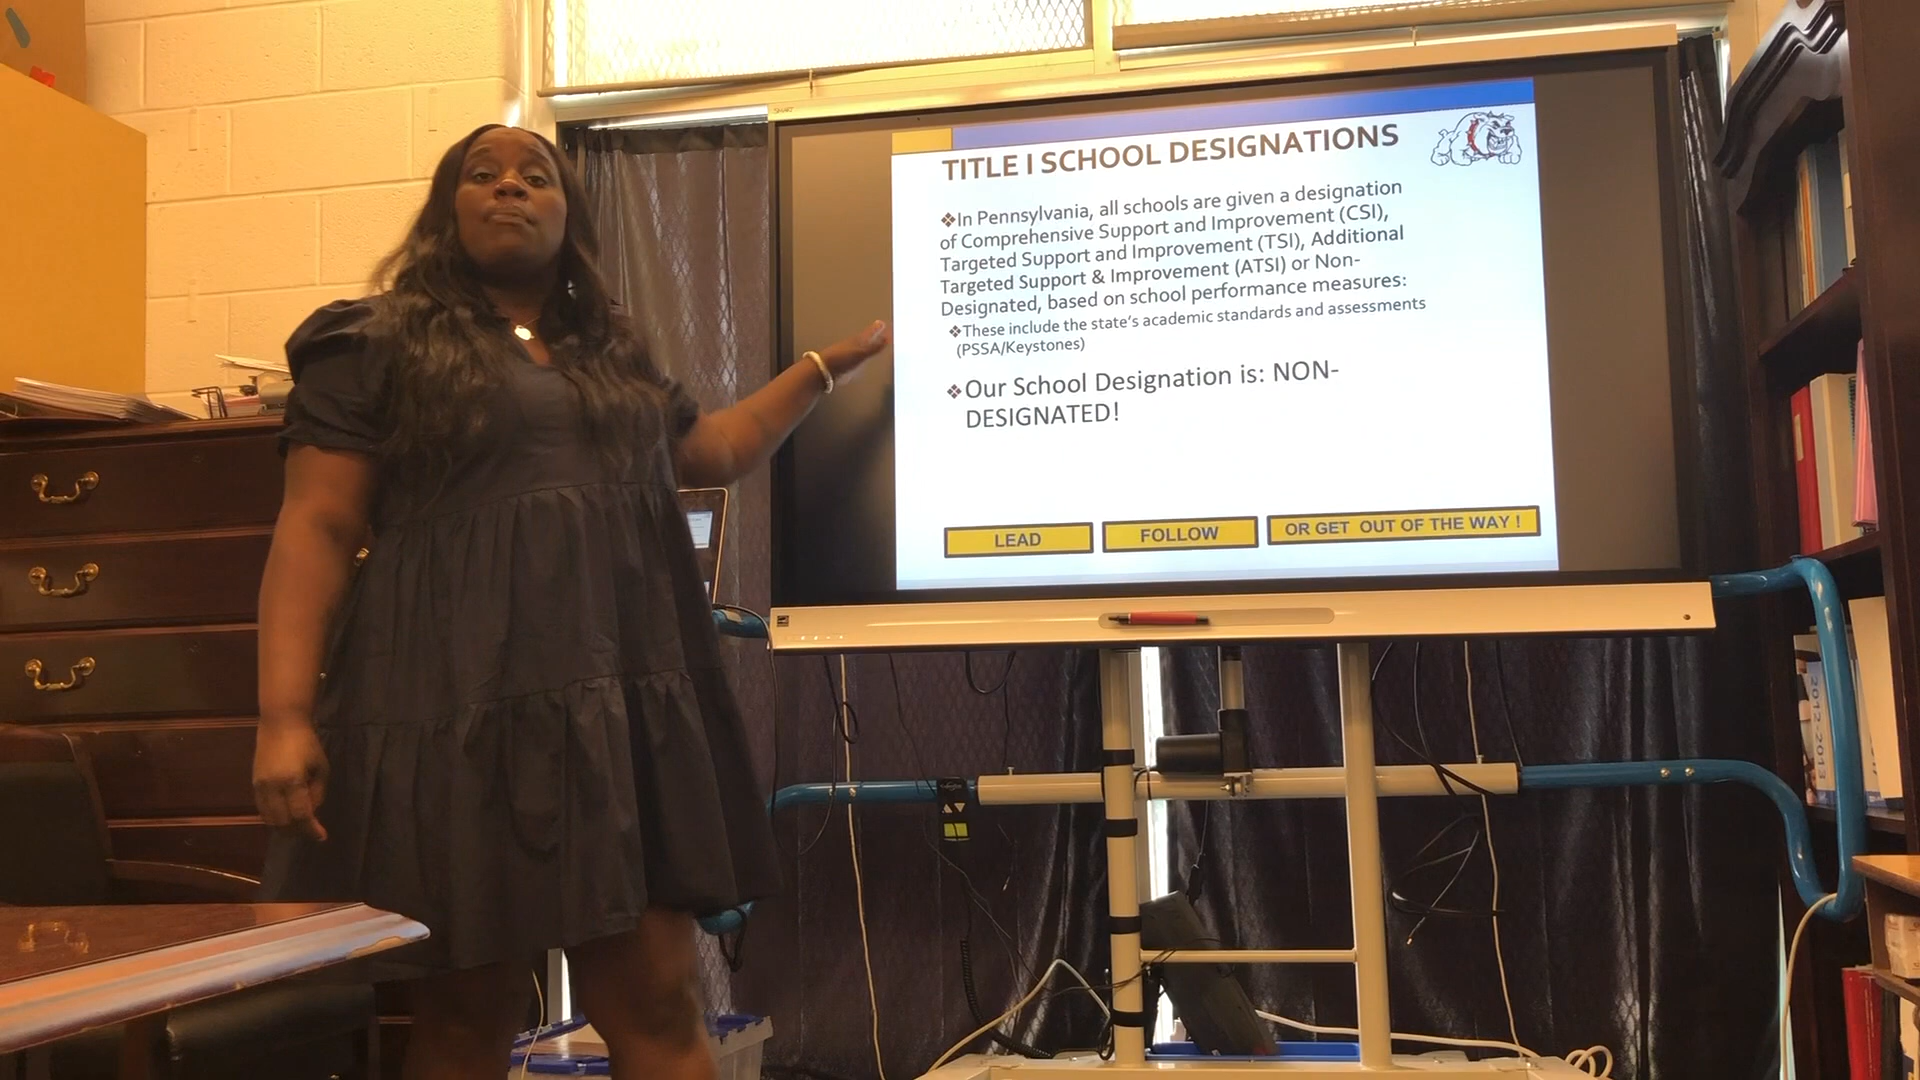 SMART
TITLE I SCHOOL DESIGNATIONS
❖In Pennsylvania, all schools are given a designation
of Comprehensive Support and Improvement (CSI),
Targeted Support and Improvement (TSI), Additional
Targeted Support & Improvement (ATSI) or Non-
Designated, based on school performance measures:
❖These include the state's academic standards and assessments
(PSSA/Keystones)
❖Our School Designation is: NON-
DESIGNATED!
LEAD
FOLLOW
OR GET OUT OF THE WAY !
2012-2013